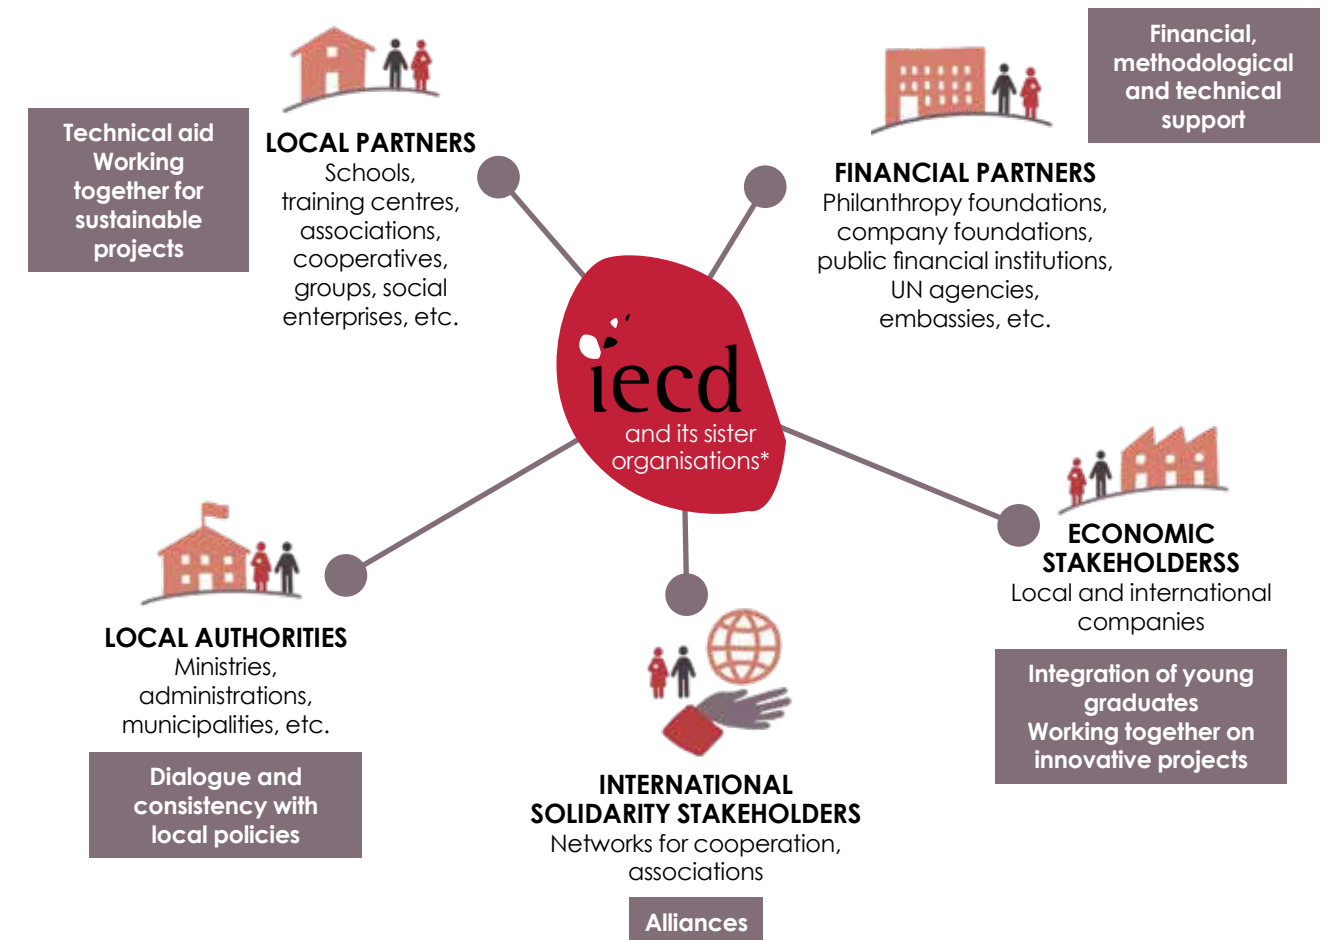 Technical aid
Working
together for
sustainable
projects
LOCAL PARTNERS
Schools,
training centres,
associations,
cooperatives,
groups, social
enterprises, etc.
Financial,
methodological
and technical
support
FINANCIAL PARTNERS
Philanthropy foundations,
company foundations,
public financial institutions,
UN agencies,
embassies, etc.
iecd
and its sister
organisations*
ECONOMIC
STAKEHOLDERSS
Local and international
companies
Integration of young
graduates
Working together on
innovative projects
LOCAL AUTHORITIES
Ministries,
administrations,
municipalities, etc.
Dialogue and
consistency with
local policies
INTERNATIONAL
SOLIDARITY STAKEHOLDERS
Networks for cooperation,
associations
Alliances